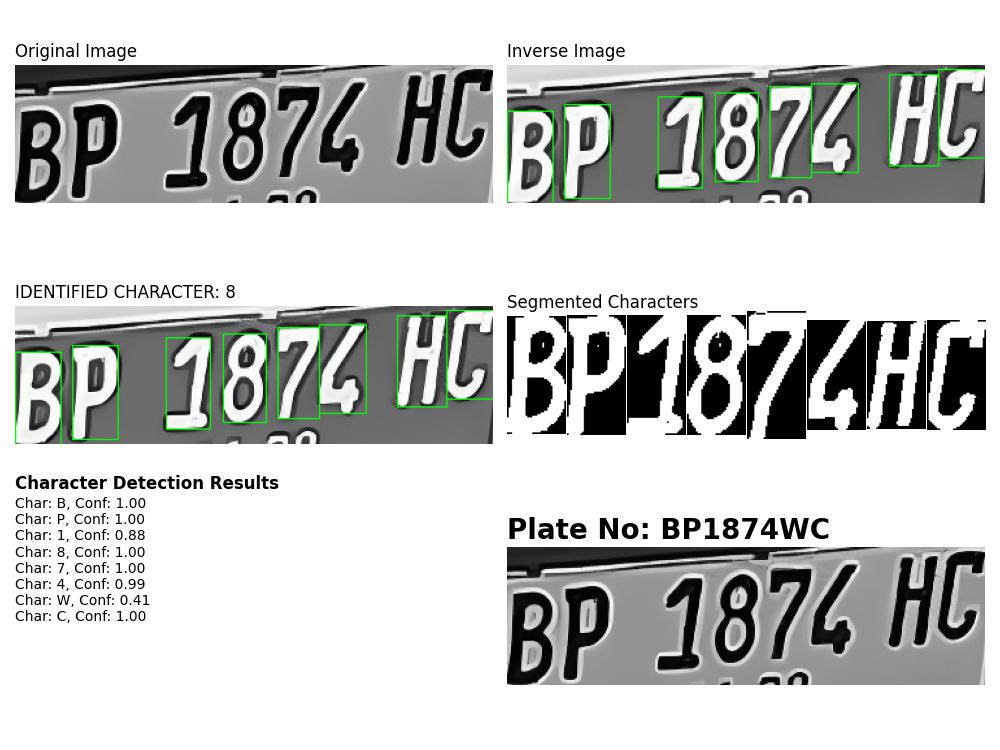 Original Image
BP 1874 HC
Inverse Image
BP 1874 HC
IDENTIFIED CHARACTER: 8
BP 1874 HC
Segmented Characters
BP1874HC
Character Detection Results
Char: B, Conf: 1.00
Char: P, Conf: 1.00
Char: 1, Conf: 0.88
Char: 8, Conf: 1.00
Char: 7, Conf: 1.00
Char: 4, Conf: 0.99
Char: W, Conf: 0.41
Char: C, Conf: 1.00
Plate No: BP1874WC
BP 1874 HC